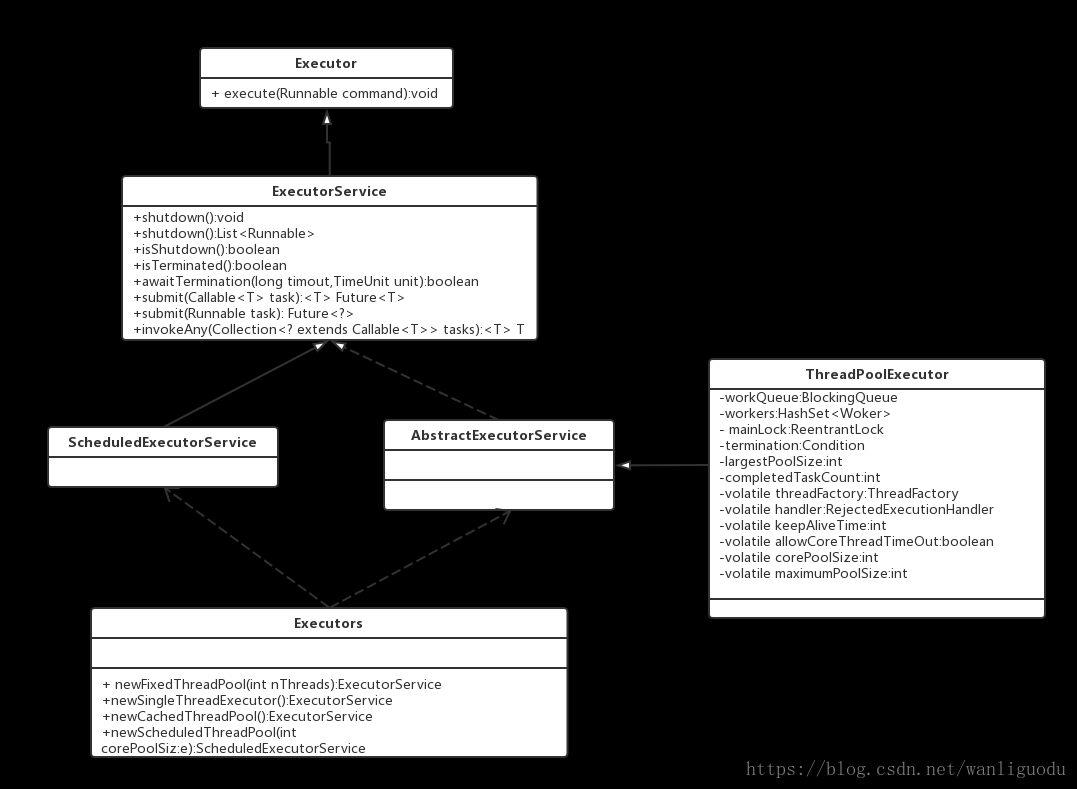 Executor
+ execute(Runnable command):void
ExecutorService
+shutdown():void
+shutdown():List<Runnable>
+isShutdown():boolean
+isTerminated():boolean
+awaitTermination(long timout,TimeUnit unit):boolean
+submit(Callable<T> task):<T> Future<T>
+submit(Runnable task): Future<?>
+invokeAny(Collection<? extends Callable<T>> tasks):<T> T
ScheduledExecutorService
AbstractExecutorService
ThreadPoolExecutor
-workQueue:BlockingQueue
-workers:HashSet<Woker>
- mainLock:ReentrantLock
-termination:Condition
-largestPoolSize:int
-completedTaskCount:int
-volatile threadFactory:ThreadFactory
-volatile handler:RejectedExecutionHandler
-volatile keepAliveTime:int
-volatile allowCoreThreadTimeOut:boolean
-volatile corePoolSize:int
-volatile maximumPoolSize:int
Executors
+ newFixedThreadPool(int nThreads):ExecutorService
+newSingleThreadExecutor():ExecutorService
+newCachedThreadPool():ExecutorService
+newScheduledThreadPool(int
corePoolSiz:e):ScheduledExecutorService
https://blog.csdn.net/wanliguodu